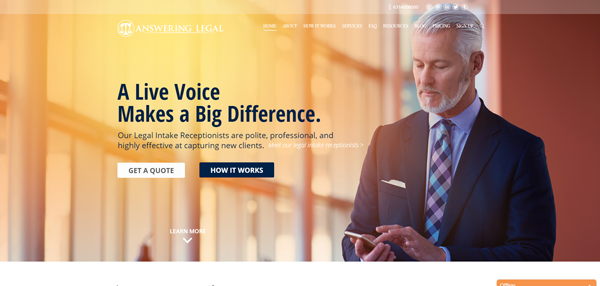 ANSWERING LEGAL
HOME ABOUT HOW IT WORKS SERVICES FAQ RESOURCES BLOG PRICING SIGN UP
A Live Voice
Makes a Big Difference.
Our Legal Intake Receptionists are polite, professional, and
highly effective at capturing new clients. Meet our legal intake receptionists >
GET A QUOTE HOW IT WORKS
LEARN MORE
Offline